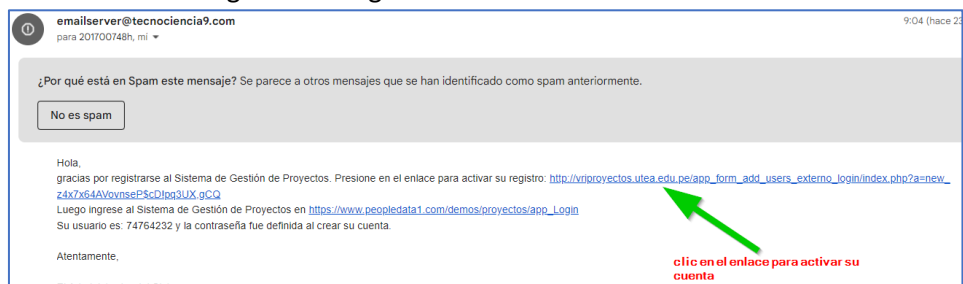 emailserver@tecnociencia9.com
9:04 (hace 23
para 201700748h, mí
¿Por qué está en Spam este mensaje? Se parece a otros mensajes que se han identificado como spam anteriormente.
No es spam
Hola,
gracias por registrarse al Sistema de Gestión de Proyectos. Presione en el enlace para activar su registro: http://vriproyectos.utea.edu.pe/app_form_add_users_externo_login/index.php?a=new_
z4x7x64AVovnseP$cDIpq3UX.gCQ
Luego ingrese al Sistema de Gestión de Proyectos en https://www.peopledata1.com/demos/proyectos/app_Login
Su usuario es: 74764232 y la contraseña fue definida al crear su cuenta.
Atentamente,
clic en el enlace para activar su
cuenta